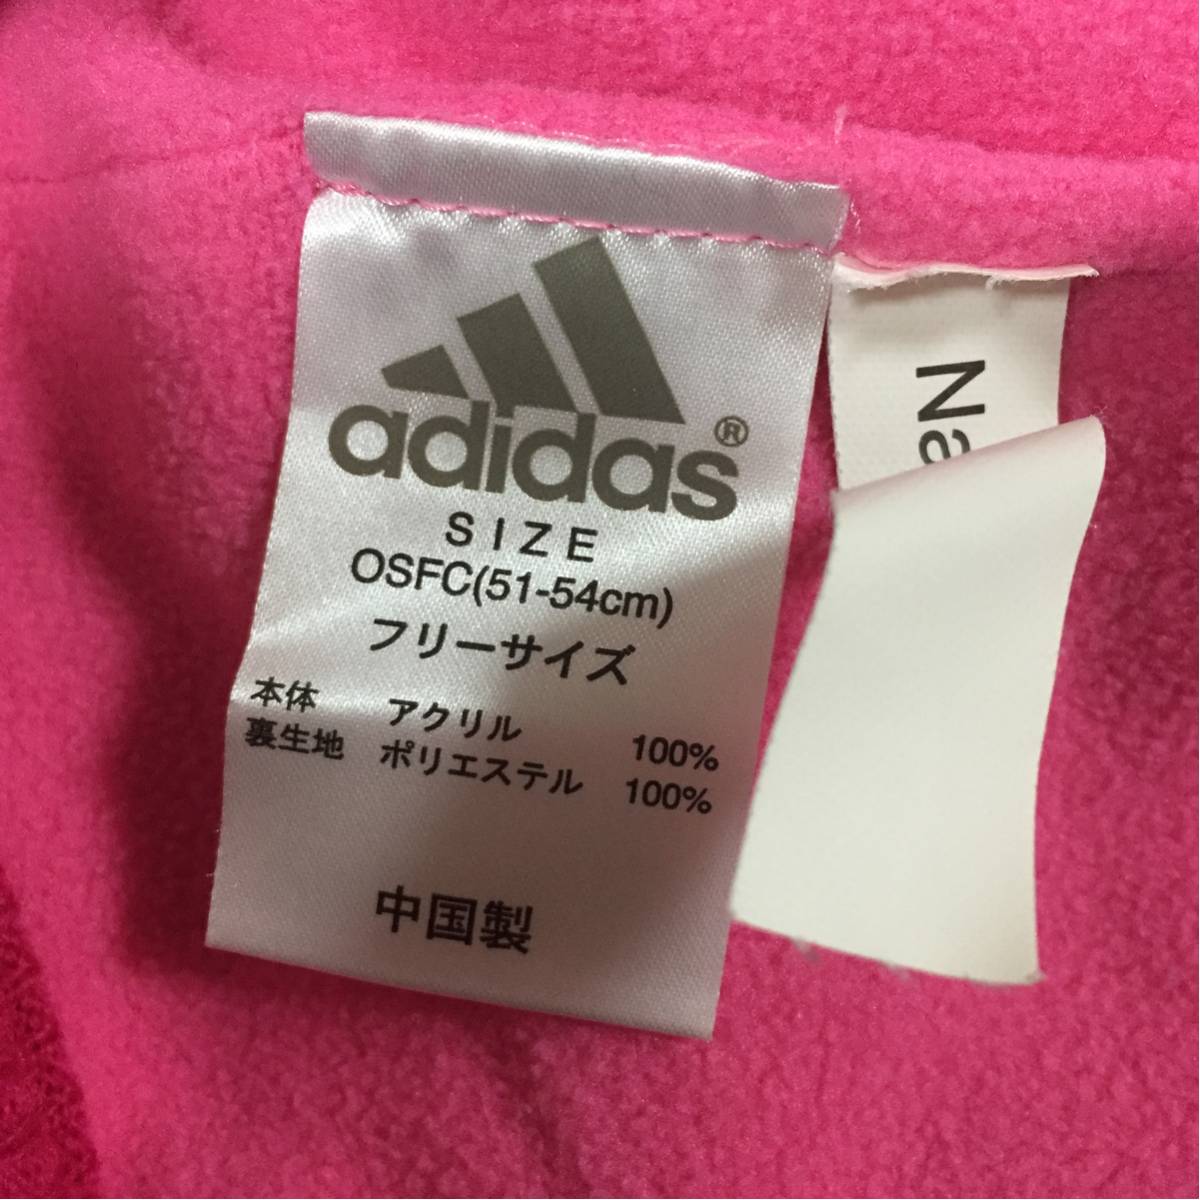 adidas®
SIZE
OSFC(51-54cm)
フリーサイズ
本体 アクリル 100%
裏生地 ポリエステル 100%
中国製
Na